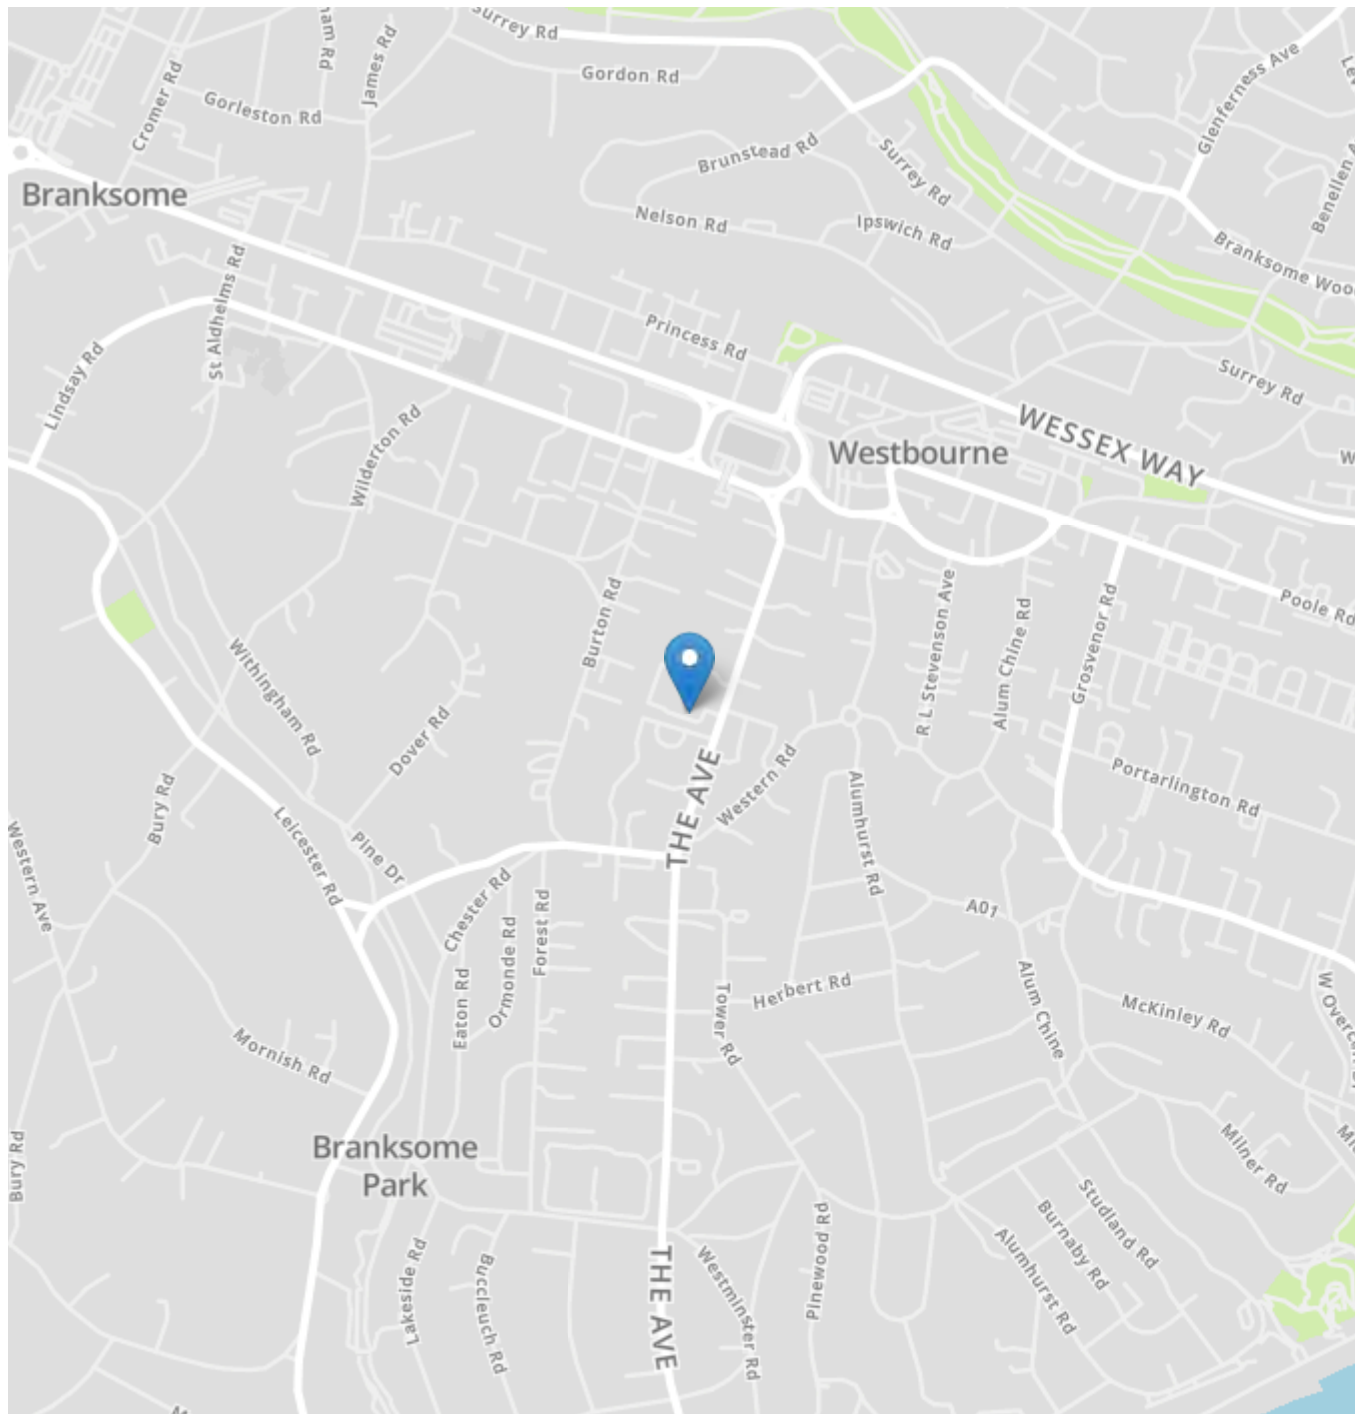 Surrey Rd
Gordon Rd
James Rd
Cromer Rd
Gorleston Rd
Glenferness Ave
Brunstead Rd
Surrey Rd
Branksome
Nelson Rd
Ipswich Rd
St Aldhelms Rd
Princess Rd
Lindsay Rd
Surrey Rd
Wilderton Rd
WESSEX WAY
Westbourne
Burton Rd
R L Stevenson Ave
Alum Chine Rd
Grosvenor Rd
Poole Rd
Withingham Rd
Dover Rd
THE AVE
Western Rd
Portarlington Rd
Bury Rd
Western Ave
Leicester Rd
Pine Dr
Alumhurst Rd
Chester Rd
A01
Forest Rd
Ormonde Rd
Eaton Rd
Tower Rd
Herbert Rd
Alum Chine
McKinley Rd
Mornish Rd
Branksome
Park
Bury Rd
Milner Rd
Studland Rd
Burnaby Rd
Alumhurst Rd
Pinewood Rd
Lakeside Rd
Buccleuch Rd
THE AVE
Westminster Rd